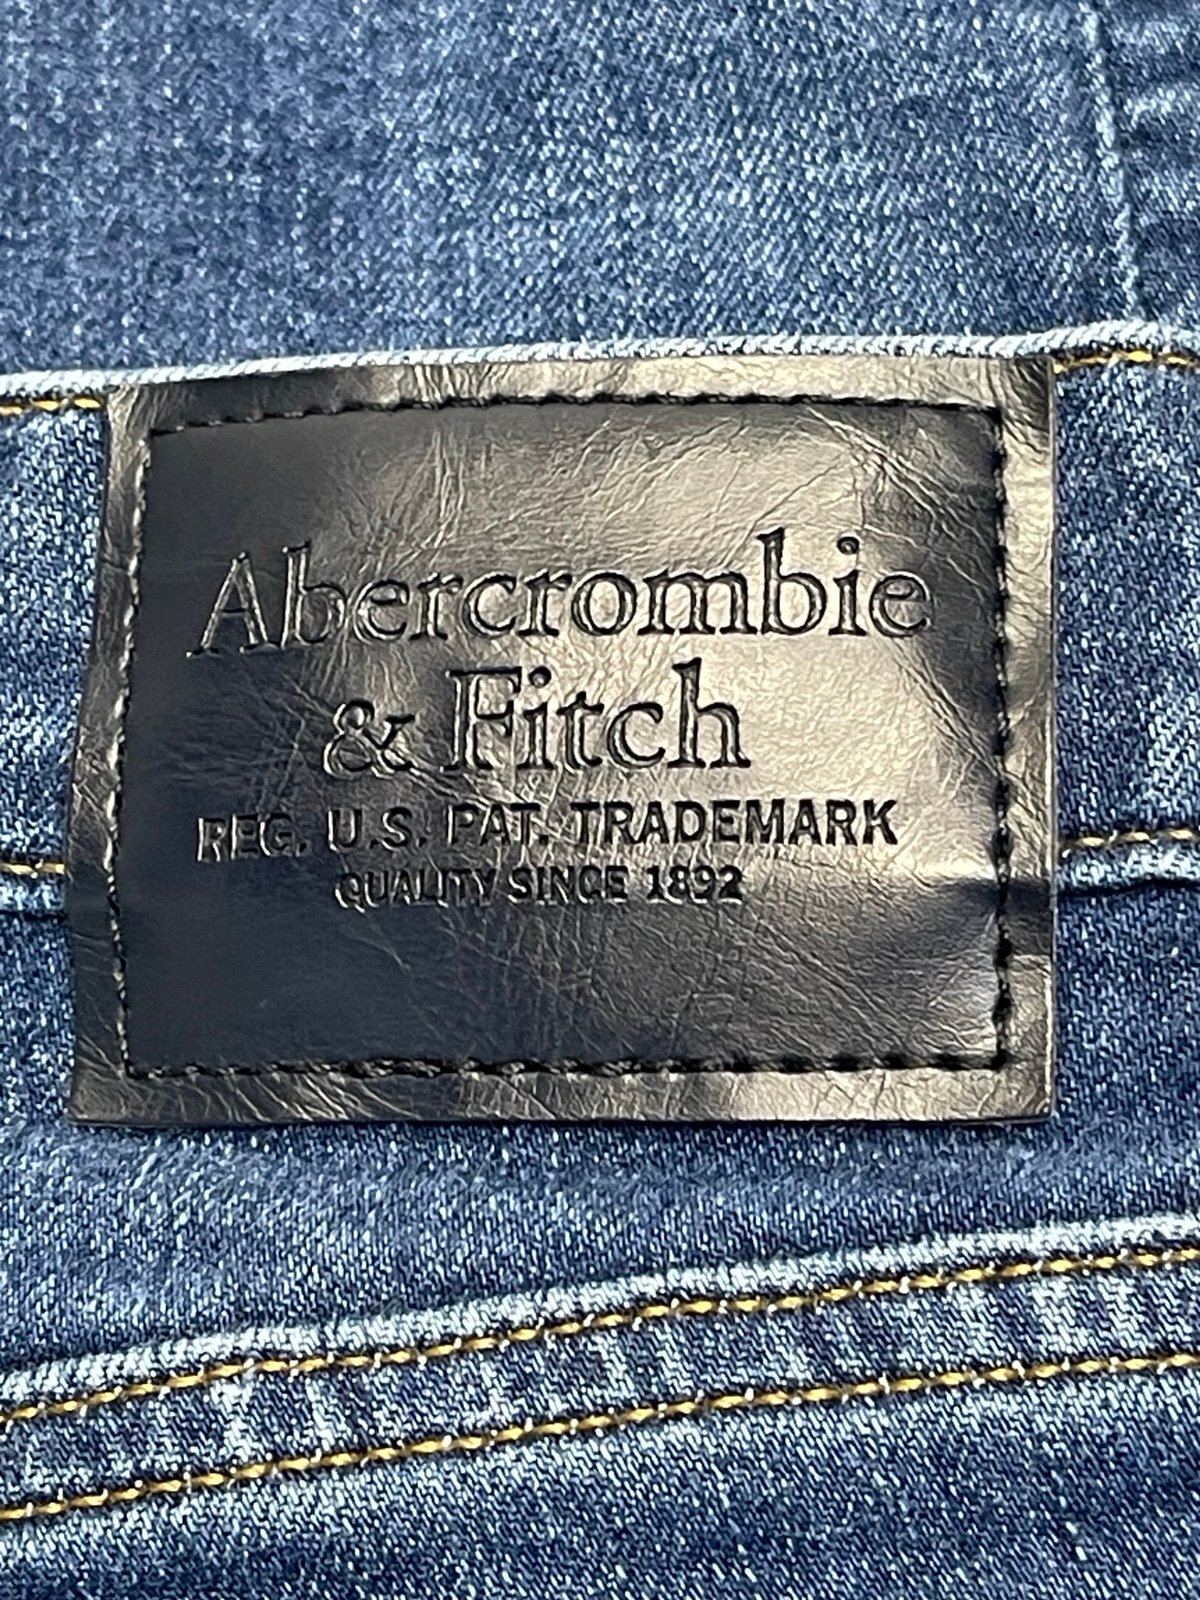 Abercrombie
& Fitch
REG. U.S. PAT. TRADEMARK
QUALITY SINCE 1892